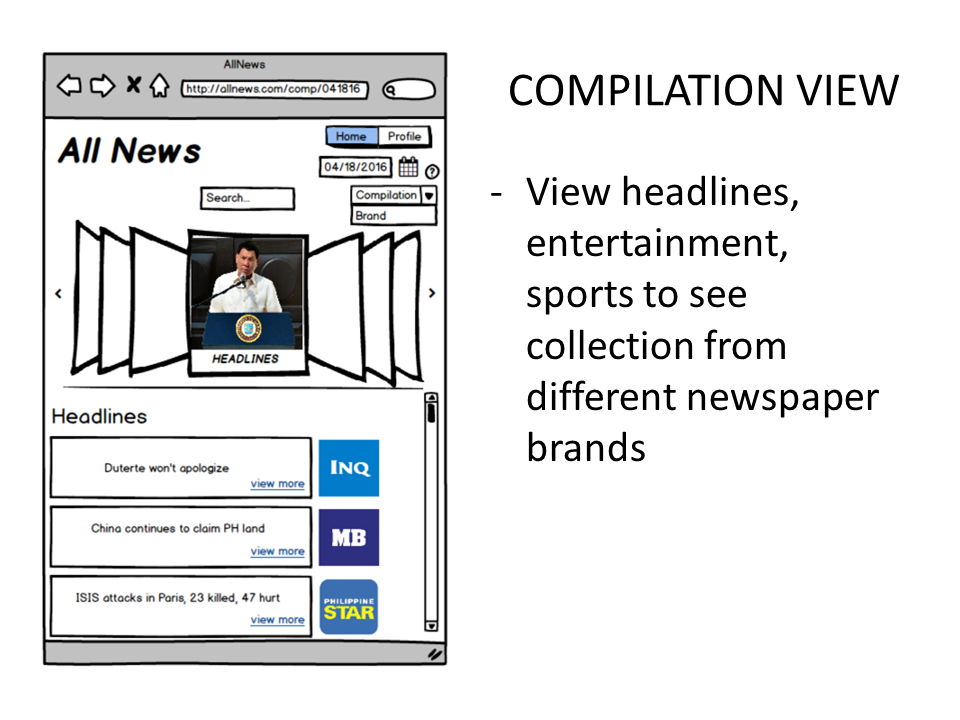 AllNews
http://allnews.com/comp/041816
All News
Home Profile
04/18/2016
?
Search...
Compilation
Brand
HEADLINES
Headlines
Duterte won't apologize
view more
INQ
China continues to claim PH land
view more
MB
ISIS attacks in Paris, 23 killed, 47 hurt
view more
PHILIPPINE
STAR
COMPILATION VIEW
- View headlines,
entertainment,
sports to see
collection from
different newspaper
brands